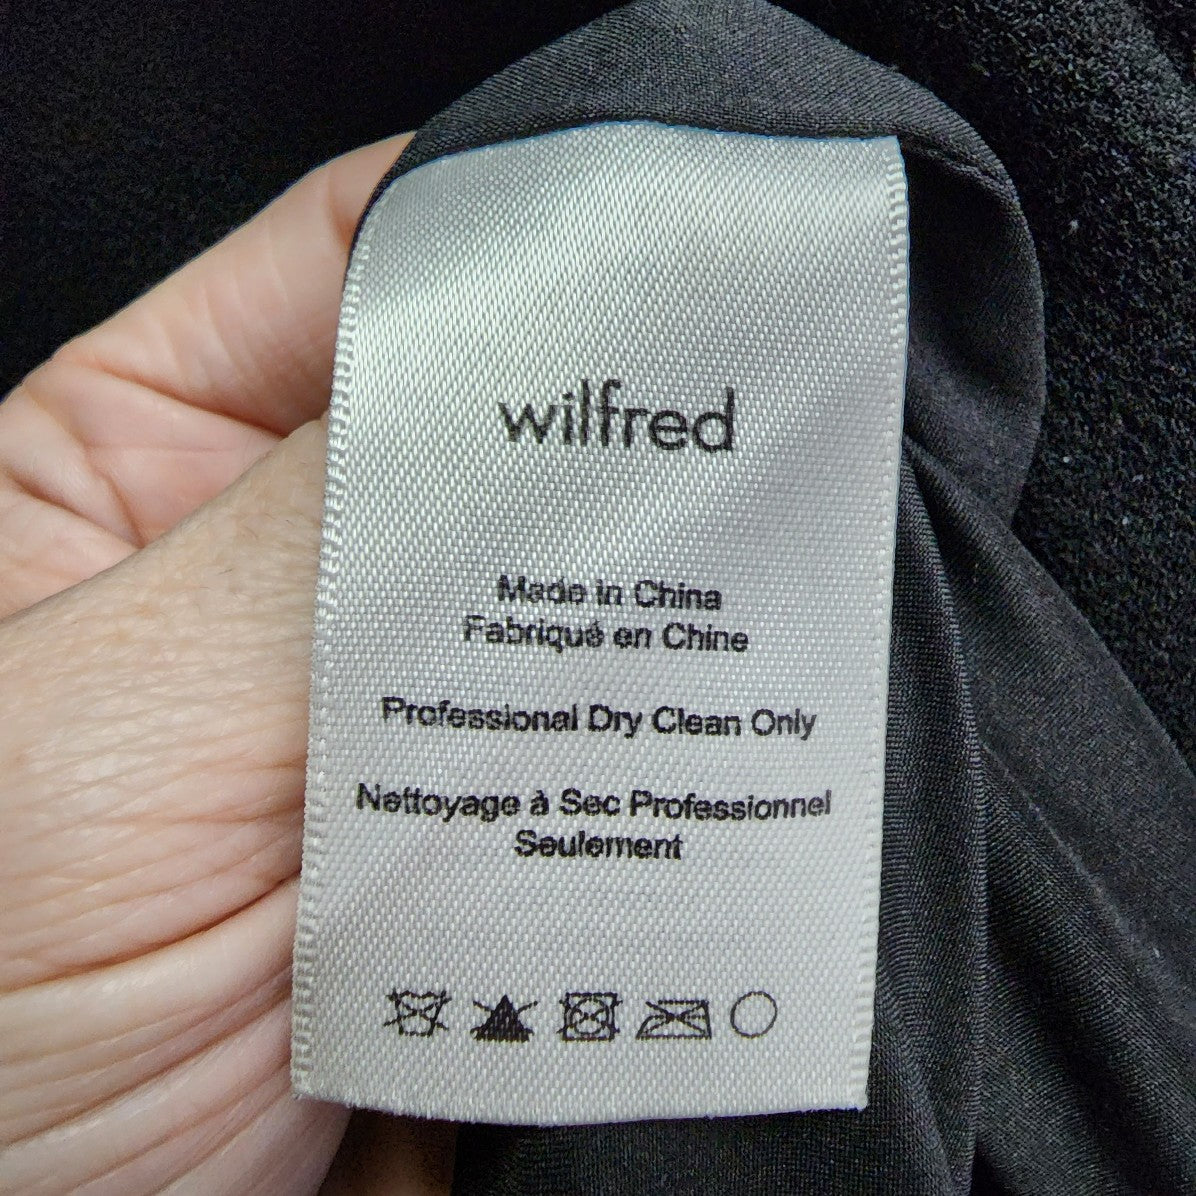 wilfred
Made in China
Fabriqué en Chine
Professional Dry Clean Only
Nettoyage à Sec Professionnel
Seulement